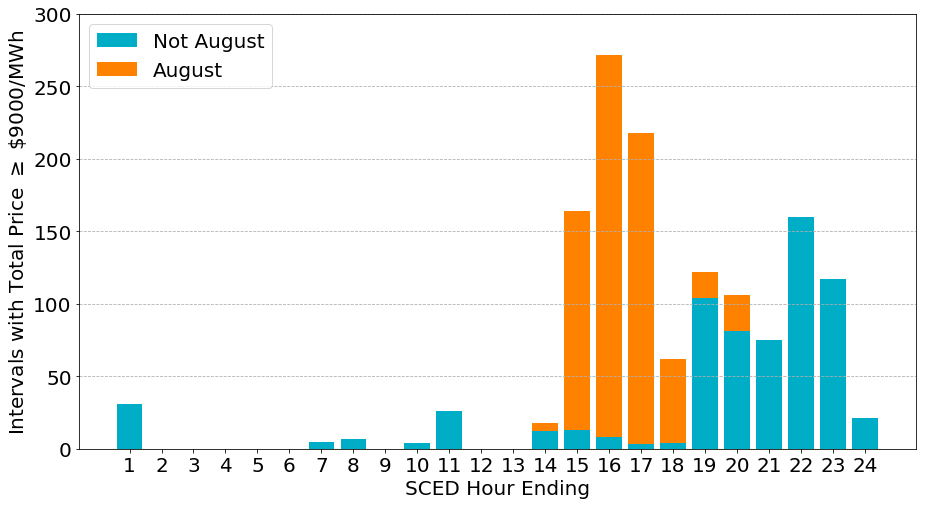 Intervals with Total Price ≥ $9000/MWh
300
250
200
150
100
50
0
Not August
August
1 2 3 4 5 6 7 8 9 10 11 12 13 14 15 16 17 18 19 20 21 22 23 24
SCED Hour Ending